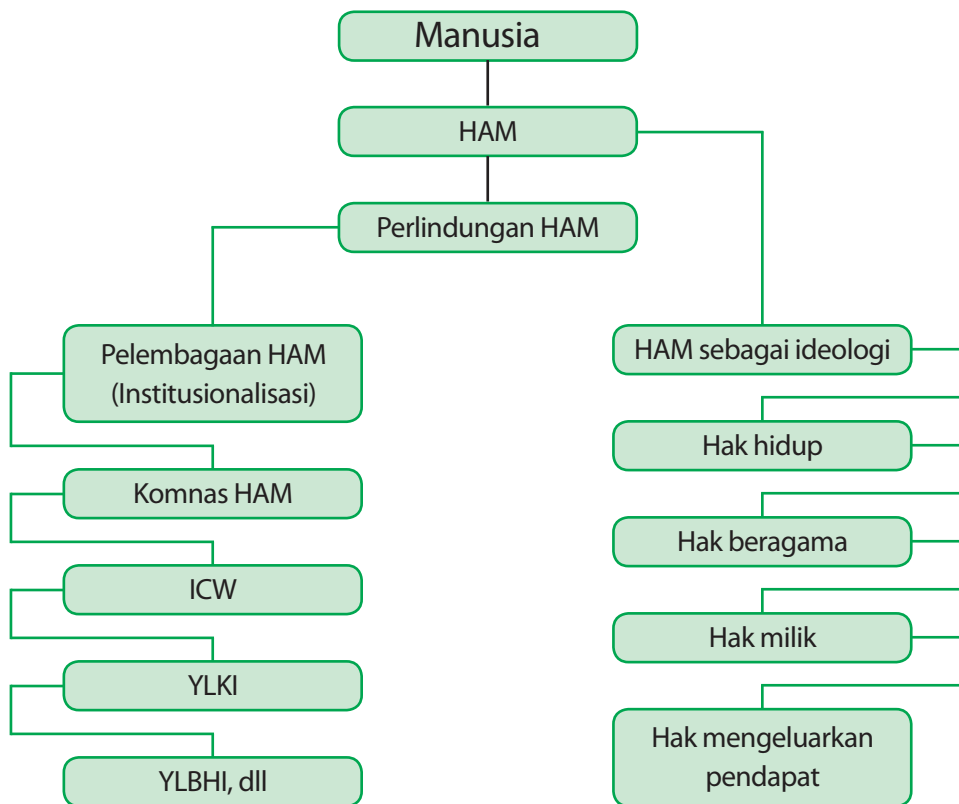 Manusia
HAM
Perlindungan HAM
Pelembagaan HAM
(Institusionalisasi)
Komnas HAM
ICW
YLKI
YLBHI, dll
HAM sebagai ideologi
Hak hidup
Hak beragama
Hak milik
Hak mengeluarkan
pendapat